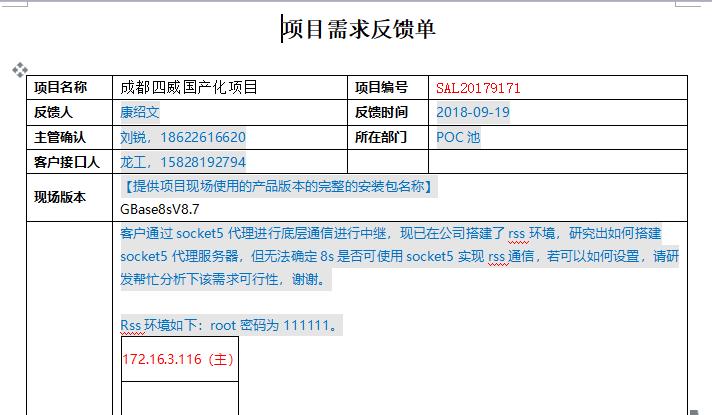 项目需求反馈单
项目名称 成都四威国产化项目 项目编号 SAL20179171
反馈人 康绍文 反馈时间 2018-09-19
主管确认 刘锐，18622616620 所在部门 POC 池
客户接口人 龙工，15828192794
现场版本 【提供项目现场使用的产品版本的完整的安装包名称】
GBase8sV8.7
客户通过 socket5 代理进行底层通信进行中继，现已在公司搭建了 rss 环境，研究出如何搭建
socket5 代理服务器，但无法确定 8s 是否可使用 socket5 实现 rss 通信，若可以如何设置，请研
发帮忙分析下该需求可行性，谢谢。
Rss 环境如下：root 密码为 111111。
172.16.3.116（主）